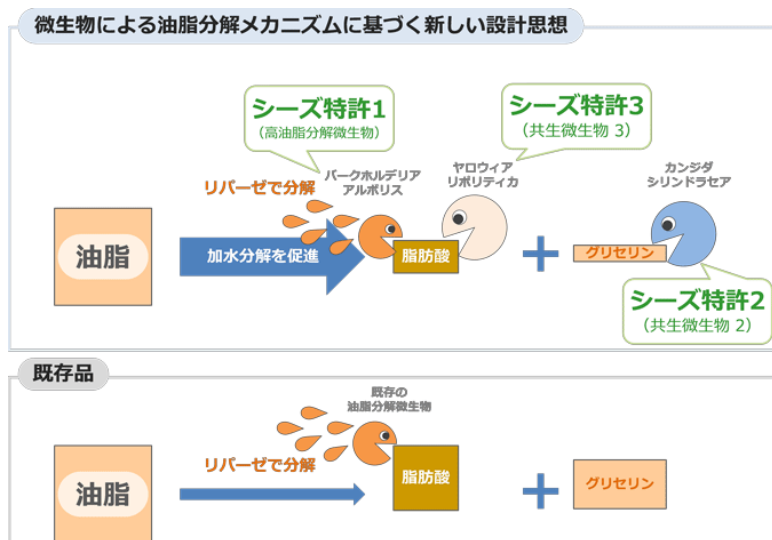 微生物による油脂分解メカニズムに基づく新しい設計思想
シーズ特許1
（高油脂分解微生物）
シーズ特許3
（共生微生物 3）
リパーゼで分解
バークホルデリア
アルボリス
ヤロウィア
リポリティカ
カンジダ
シリンドラセア
油脂
加水分解を促進
脂肪酸
グリセリン
シーズ特許2
（共生微生物 2）
既存品
既存の
油脂分解微生物
リパーゼで分解
油脂
脂肪酸
グリセリン